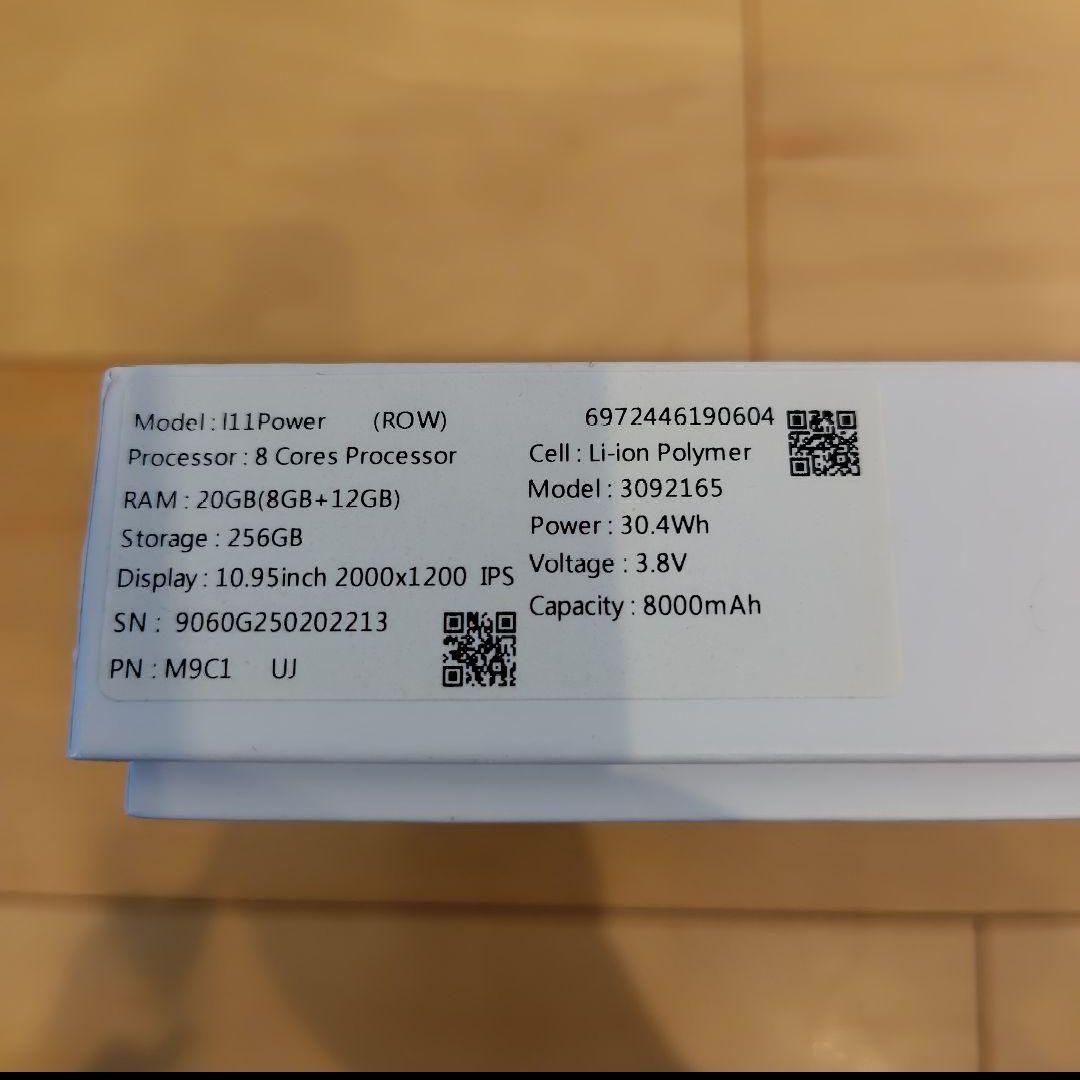 Model : I11Power (ROW)
Processor : 8 Cores Processor
RAM : 20GB(8GB+12GB)
Storage : 256GB
Display : 10.95inch 2000x1200 IPS
SN : 9060G250202213
PN : M9C1 UJ
6972446190604
Cell : Li-ion Polymer
Model : 3092165
Power : 30.4Wh
Voltage : 3.8V
Capacity : 8000mAh